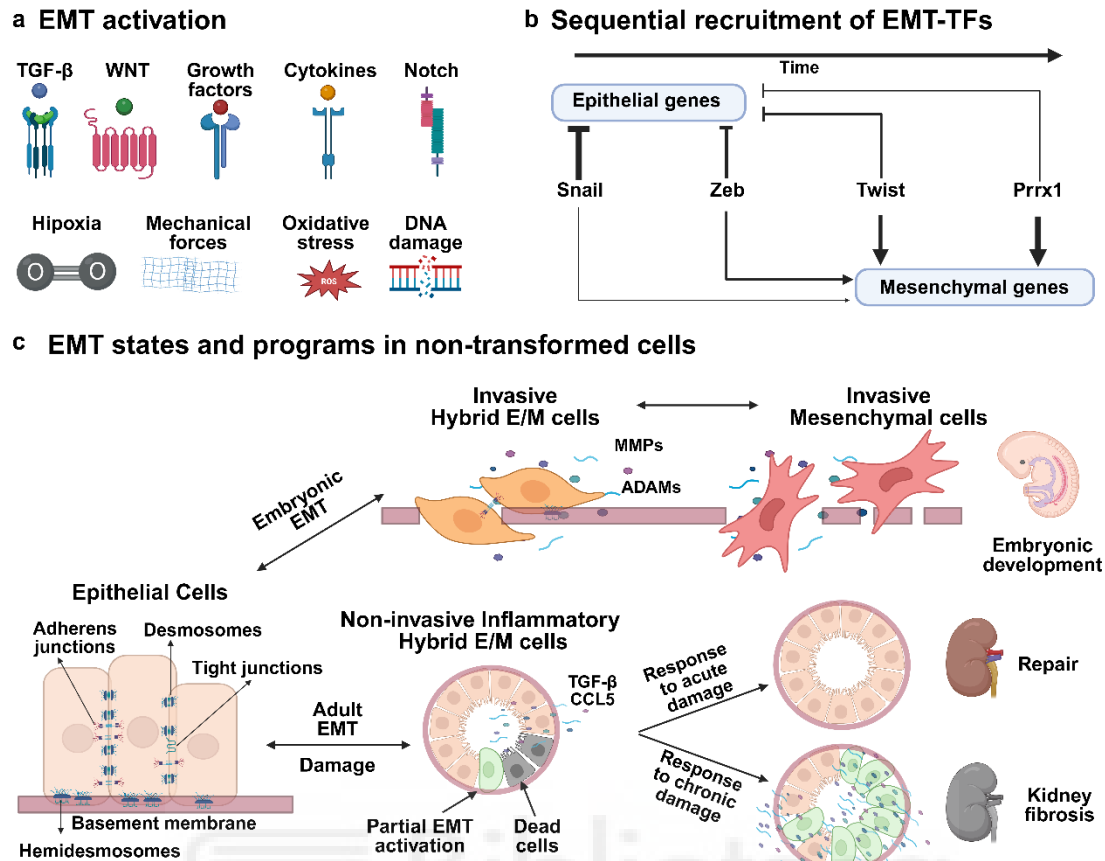 a EMT activation
TGF-β
WNT
Growth
factors
Cytokines
Notch
Hipoxia
Mechanical
forces
Oxidative
stress
DNA
damage
O
O
ROS
b Sequential recruitment of EMT-TFs
Time
Epithelial genes
Snail
Zeb
Twist
Prrx1
Mesenchymal genes
c EMT states and programs in non-transformed cells
Invasive
Hybrid E/M cells
Invasive
Mesenchymal cells
MMPs
ADAMs
Embryonic
EMT
Embryonic
development
Epithelial Cells
Adherens
junctions
Desmosomes
Tight junctions
Basement membrane
Hemidesmosomes
Adult
EMT
Damage
Non-invasive Inflammatory
Hybrid E/M cells
TGF-β
CCL5
Partial EMT
activation
Dead
cells
Response
to acute
damage
Repair
Response
to chronic
damage
Kidney
fibrosis